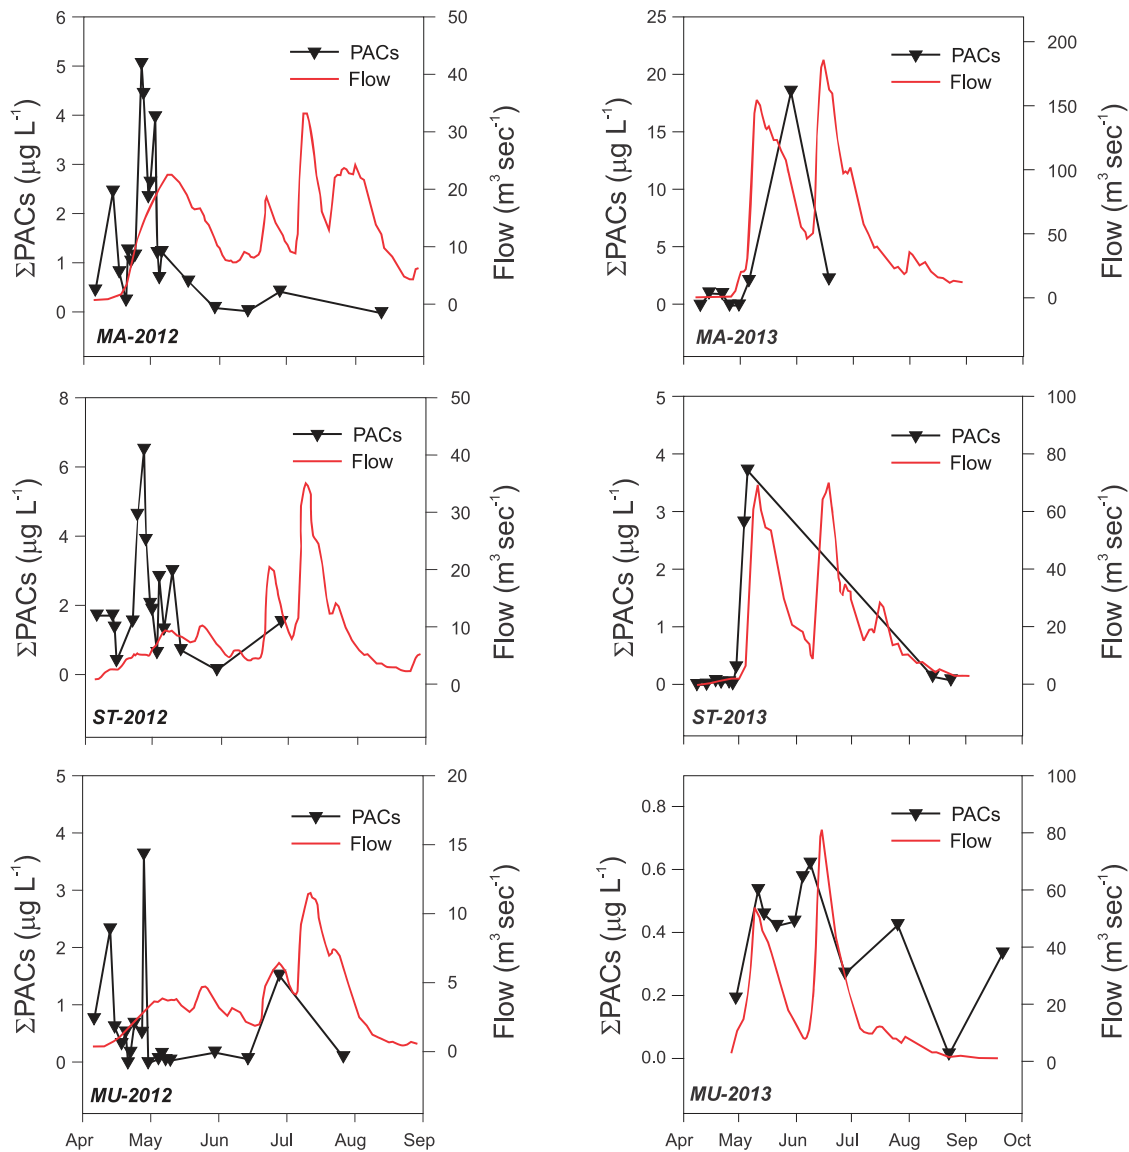 6
5
4
3
2
1
0
ΣPACs (μg L⁻¹)
50
40
30
20
10
0
Flow (m³ sec⁻¹)
PACs
Flow
MA-2012
25
20
15
10
5
0
ΣPACs (μg L⁻¹)
200
150
100
50
0
Flow (m³ sec⁻¹)
PACs
Flow
MA-2013
8
6
4
2
0
ΣPACs (μg L⁻¹)
50
40
30
20
10
0
Flow (m³ sec⁻¹)
PACs
Flow
ST-2012
5
4
3
2
1
0
ΣPACs (μg L⁻¹)
100
80
60
40
20
0
Flow (m³ sec⁻¹)
PACs
Flow
ST-2013
5
4
3
2
1
0
ΣPACs (μg L⁻¹)
20
15
10
5
0
Flow (m³ sec⁻¹)
PACs
Flow
MU-2012
Apr May Jun Jul Aug Sep
0.8
0.6
0.4
0.2
0.0
ΣPACs (μg L⁻¹)
100
80
60
40
20
0
Flow (m³ sec⁻¹)
PACs
Flow
MU-2013
Apr May Jun Jul Aug Sep Oct